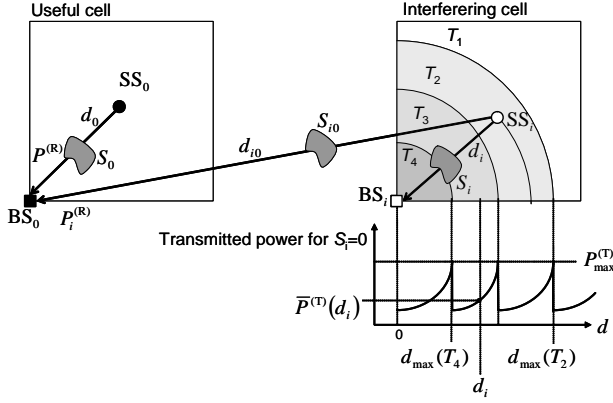 Useful cell
Interferering cell
T₁
T₂
SS₀
d₀
T₃
SSᵢ
Sᵢ₀
dᵢ
P⁽ᴿ⁾
S₀
dᵢ₀
T₄
Sᵢ
BS₀
Pᵢ⁽ᴿ⁾
BSᵢ
Transmitted power for Sᵢ=0
Pₘₐₓ⁽ᵀ⁾
P̅⁽ᵀ⁾(dᵢ)
d
0
dₘₐₓ(T₄)
dₘₐₓ(T₂)
dᵢ